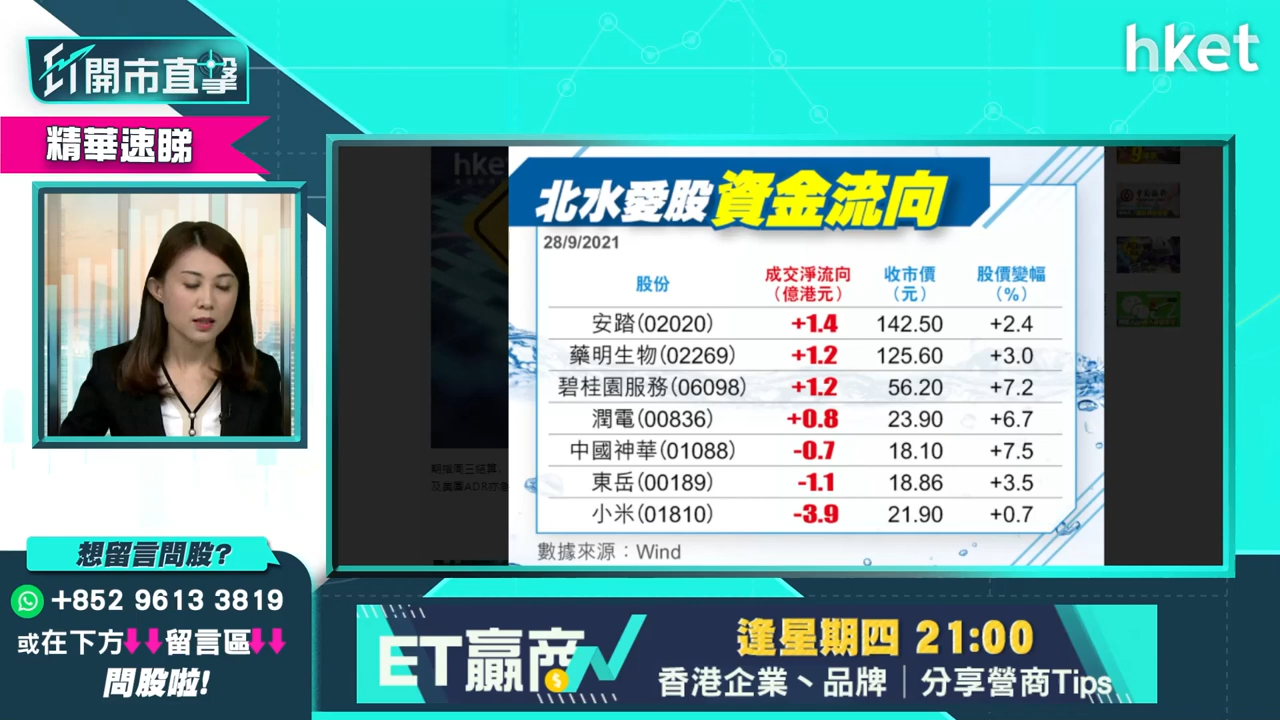 ET開市直擊
hket
精華速睇
hket
北水愛股資金流向
28/9/2021
股份 成交淨流向（億港元） 收市價（元） 股價變幅（%）
安踏(02020) +1.4 142.50 +2.4
藥明生物(02269) +1.2 125.60 +3.0
碧桂園服務(06098) +1.2 56.20 +7.2
潤電(00836) +0.8 23.90 +6.7
中國神華(01088) -0.7 18.10 +7.5
東岳(00189) -1.1 18.86 +3.5
小米(01810) -3.9 21.90 +0.7
數據來源：Wind
想留言問股?
+852 9613 3819
或在下方留言區
問股啦!
ET贏商
逢星期四 21:00
香港企業、品牌｜分享營商Tips